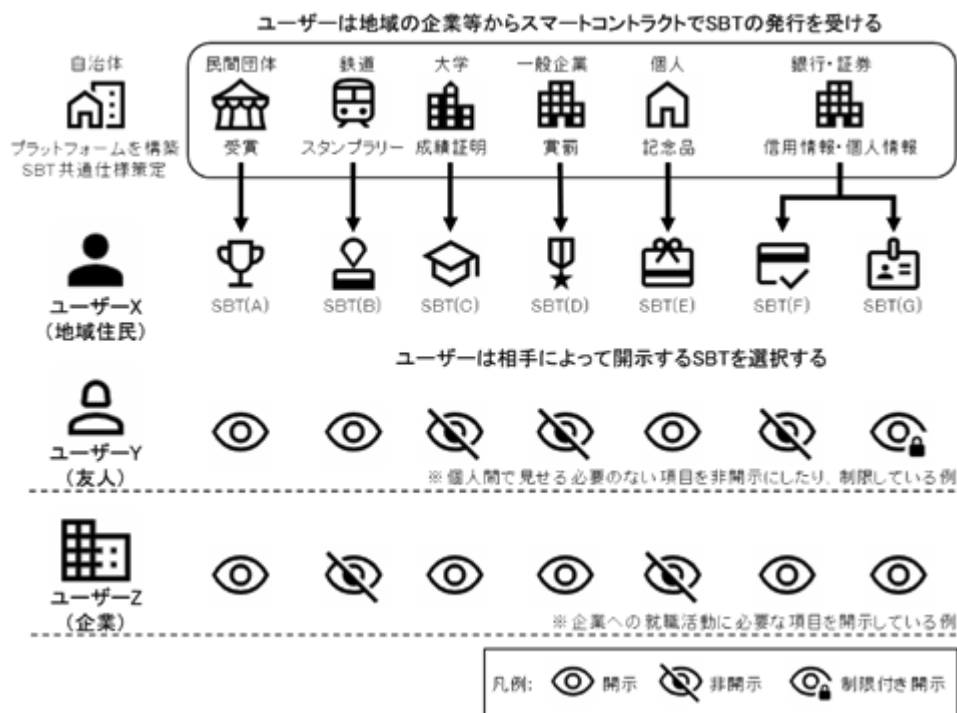 ユーザーは地域の企業等からスマートコントラクトでSBTの発行を受ける
自治体
民間団体
鉄道
大学
一般企業
個人
銀行・証券
プラットフォームを構築
SBT共通仕様策定
受賞
スタンプラリー
成績証明
賞罰
記念品
信用情報・個人情報
ユーザーX
(地域住民)
SBT(A)
SBT(B)
SBT(C)
SBT(D)
SBT(E)
SBT(F)
SBT(G)
ユーザーは相手によって開示するSBTを選択する
ユーザーY
(友人)
※個人間で見せる必要のない項目を非開示にしたり、制限している例
ユーザーZ
(企業)
※企業への就職活動に必要な項目を開示している例
凡例: 開示 非開示 制限付き開示